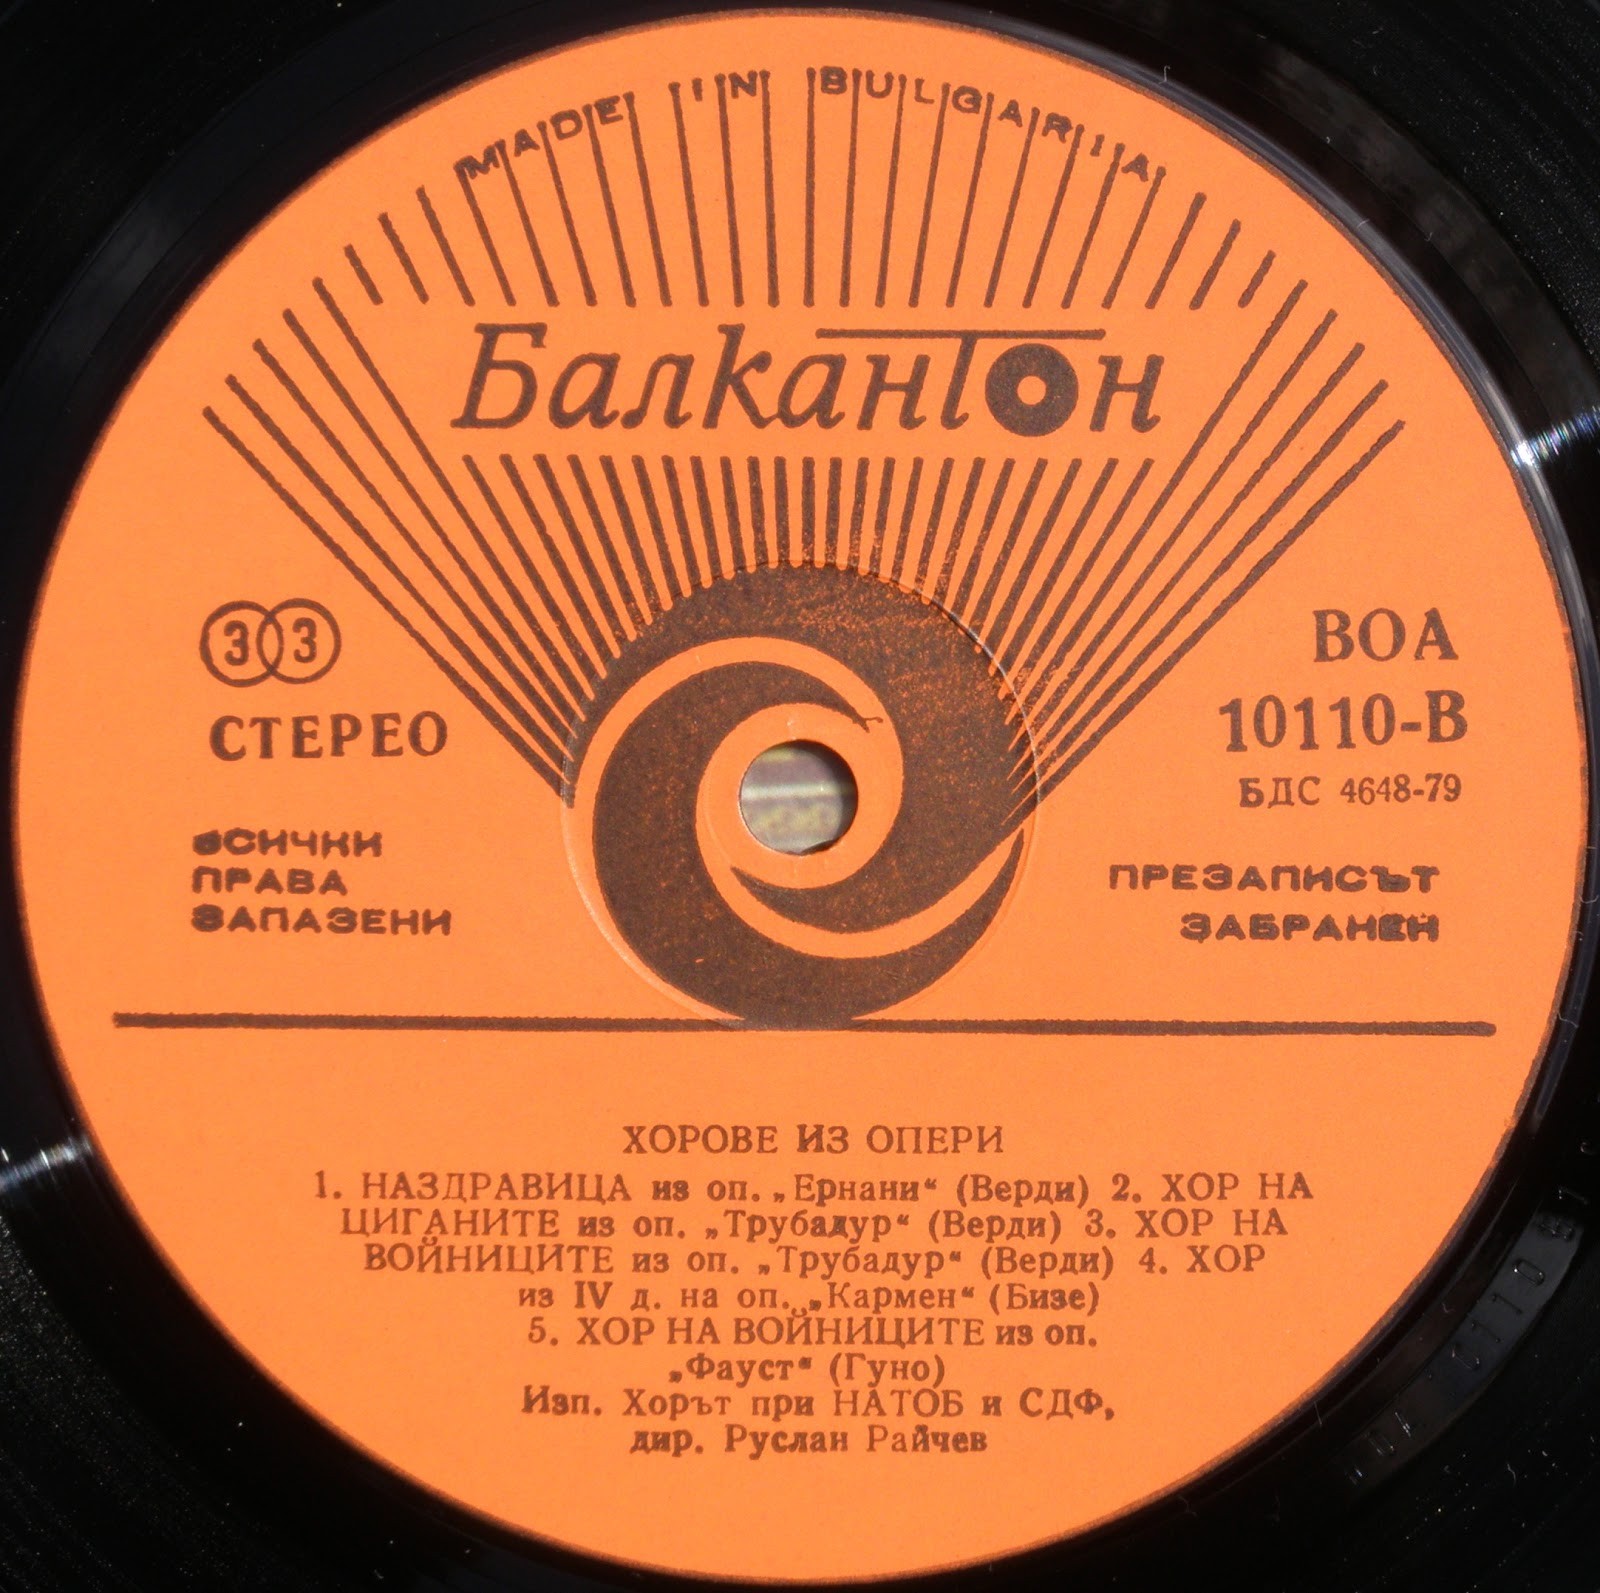 MADE IN BULGARIA
Балкантон
33
СТЕРЕО
ВСИЧКИ
ПРАВА
ЗАПАЗЕНИ
ВОА
10110-В
БДС 4648-79
ПРЕЗАПИСЪТ
ЗАБРАНЕН
ХОРОВЕ ИЗ ОПЕРИ
1. НАЗДРАВИЦА из оп. „Ернани“ (Верди) 2. ХОР НА
ЦИГАНИТЕ из оп. „Трубадур“ (Верди) 3. ХОР НА
ВОЙНИЦИТЕ из оп. „Трубадур“ (Верди) 4. ХОР
из IV д. на оп. „Кармен“ (Бизе)
5. ХОР НА ВОЙНИЦИТЕ из оп.
„Фауст“ (Гуно)
Изп. Хорът при НАТОБ и СДФ,
дир. Руслан Райчев